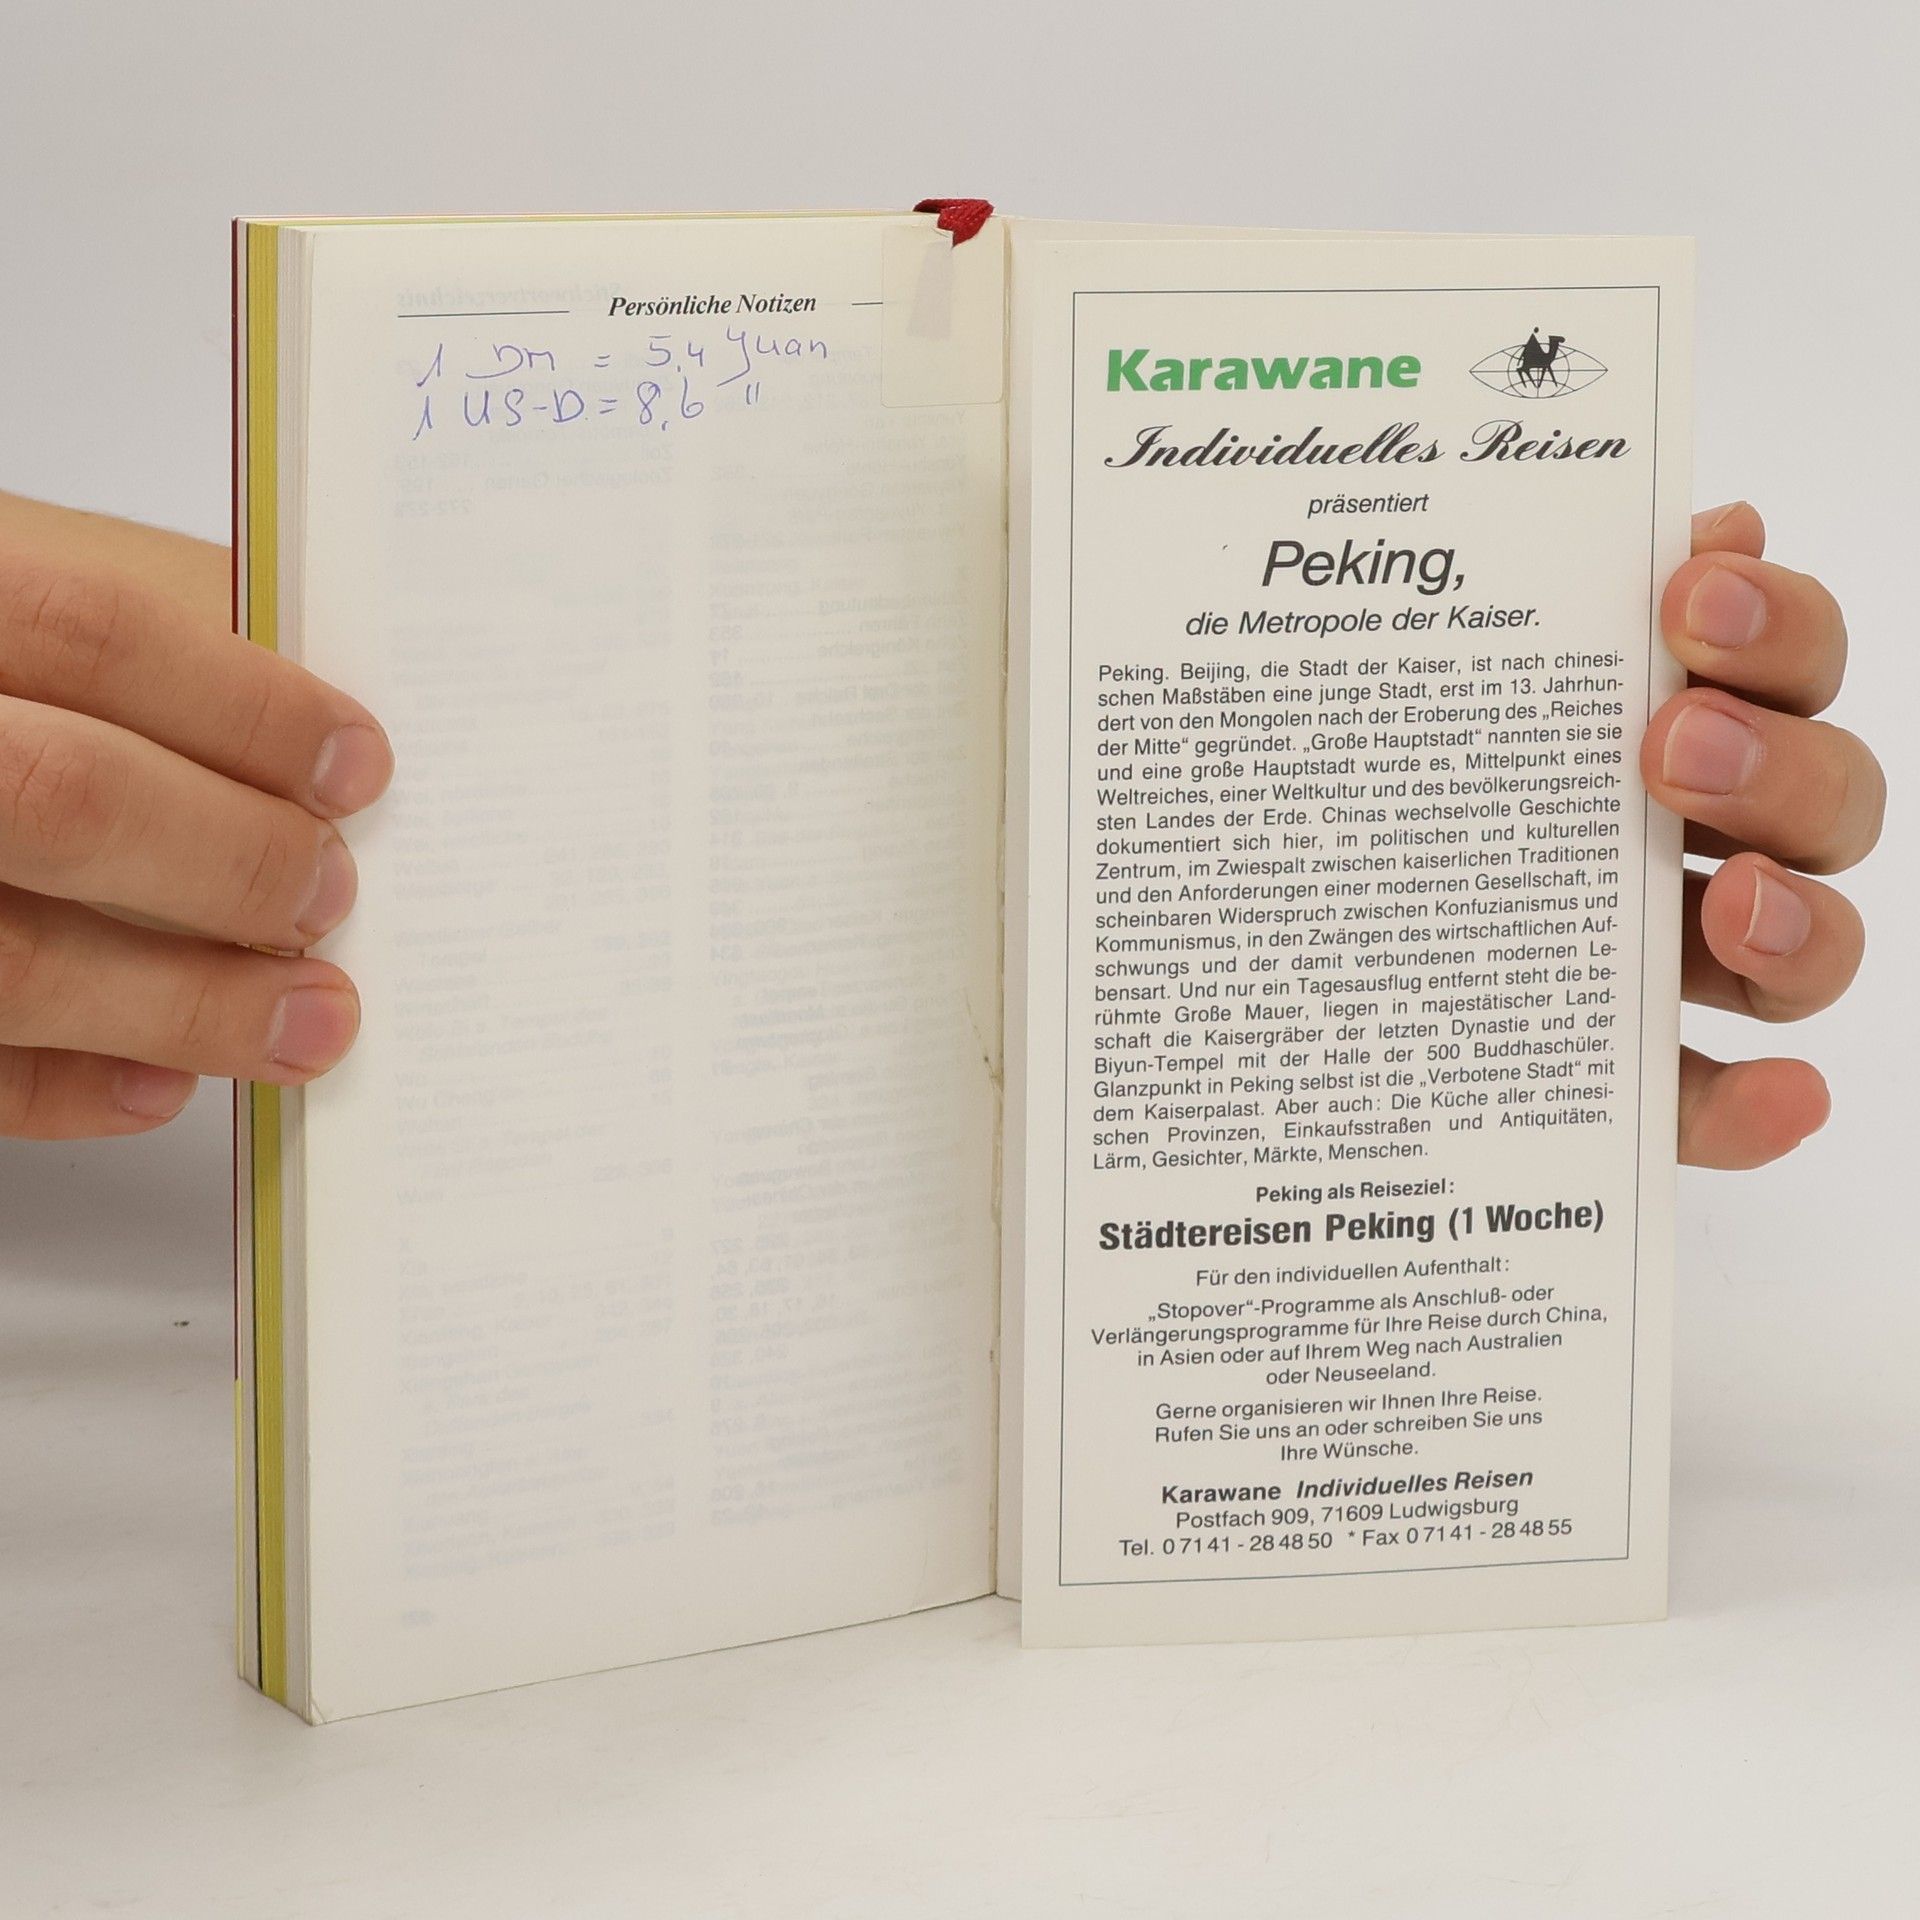 Persönliche Notizen
1 DM = 5,4 Yuan
1 US-D. = 8,6 "
Karawane
Individuelles Reisen
präsentiert
Peking,
die Metropole der Kaiser.
Peking. Beijing, die Stadt der Kaiser, ist nach chinesi-
schen Maßstäben eine junge Stadt, erst im 13. Jahrhun-
dert von den Mongolen nach der Eroberung des „Reiches
der Mitte“ gegründet. „Große Hauptstadt“ nannten sie sie
und eine große Hauptstadt wurde es, Mittelpunkt eines
Weltreiches, einer Weltkultur und des bevölkerungsreich-
sten Landes der Erde. Chinas wechselvolle Geschichte
dokumentiert sich hier, im politischen und kulturellen
Zentrum, im Zwiespalt zwischen kaiserlichen Traditionen
und den Anforderungen einer modernen Gesellschaft, im
scheinbaren Widerspruch zwischen Konfuzianismus und
Kommunismus, in den Zwängen des wirtschaftlichen Auf-
schwungs und der damit verbundenen modernen Le-
bensart. Und nur ein Tagesausflug entfernt steht die be-
rühmte Große Mauer, liegen in majestätischer Land-
schaft die Kaisergräber der letzten Dynastie und der
Biyun-Tempel mit der Halle der 500 Buddhaschüler.
Glanzpunkt in Peking selbst ist die „Verbotene Stadt“ mit
dem Kaiserpalast. Aber auch: Die Küche aller chinesi-
schen Provinzen, Einkaufsstraßen und Antiquitäten,
Lärm, Gesichter, Märkte, Menschen.
Peking als Reiseziel:
Städtereisen Peking (1 Woche)
Für den individuellen Aufenthalt:
„Stopover“-Programme als Anschluß- oder
Verlängerungsprogramme für Ihre Reise durch China,
in Asien oder auf Ihrem Weg nach Australien
oder Neuseeland.
Gerne organisieren wir Ihnen Ihre Reise.
Rufen Sie uns an oder schreiben Sie uns
Ihre Wünsche.
Karawane Individuelles Reisen
Postfach 909, 71609 Ludwigsburg
Tel. 0 71 41 - 28 48 50 * Fax 0 71 41 - 28 48 55